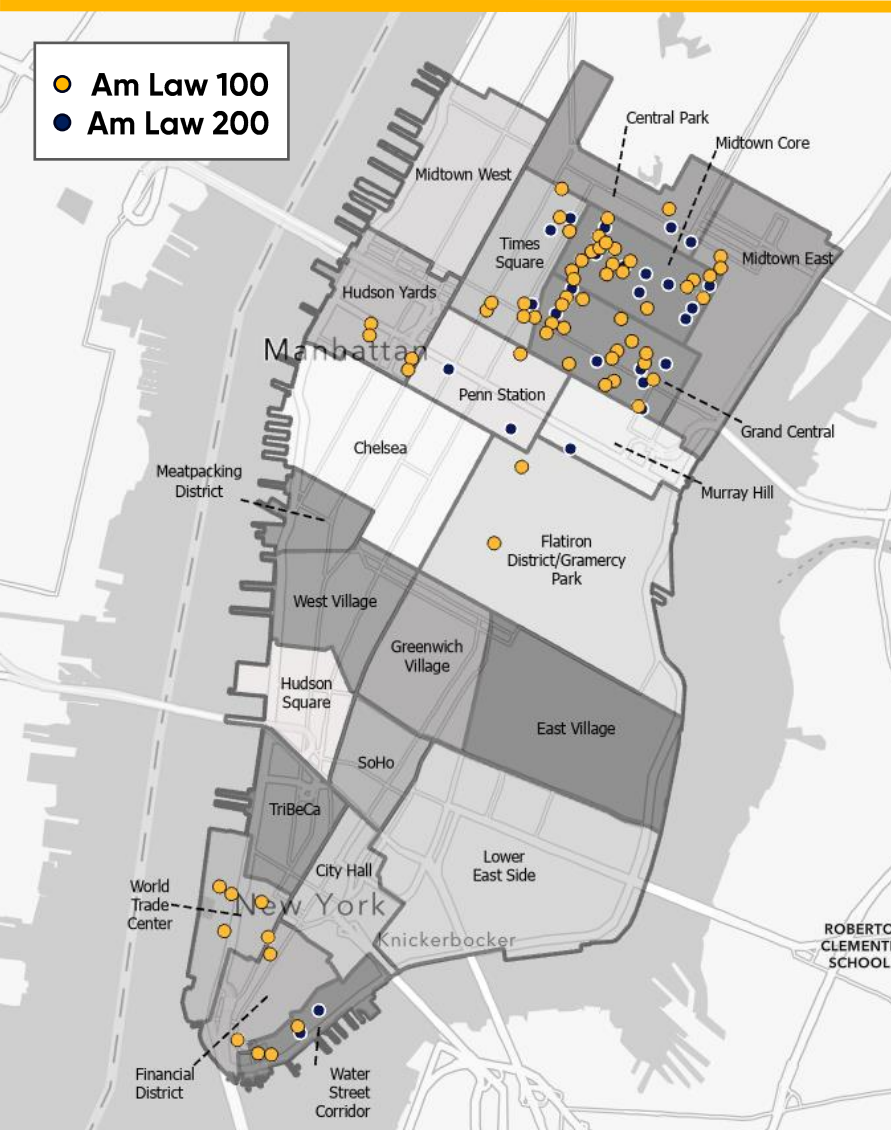 Am Law 100
Am Law 200
Central Park
Midtown Core
Midtown West
Times
Square
Midtown East
Hudson Yards
Manhattan
Penn Station
Grand Central
Chelsea
Meatpacking
District
Murray Hill
Flatiron
District/Gramercy
Park
West Village
Greenwich
Village
Hudson
Square
East Village
SoHo
TriBeCa
City Hall
Lower
East Side
World
Trade
Center
New York
Knickerbocker
ROBERTO
CLEMENTE
SCHOOL
Financial
District
Water
Street
Corridor